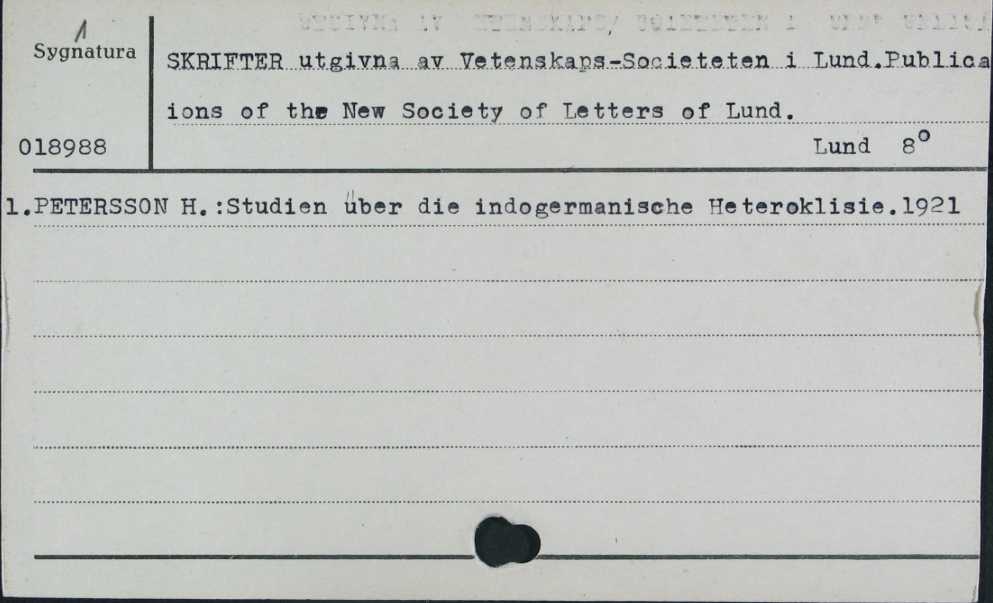 1
Sygnatura
SKRIFTER utgivna av Vetenskaps-Societeten i Lund.Publica
ions of the New Society of Letters of Lund.
018988
Lund 8°
1.PETERSSON H.:Studien über die indogermanische Heteroklisie.1921